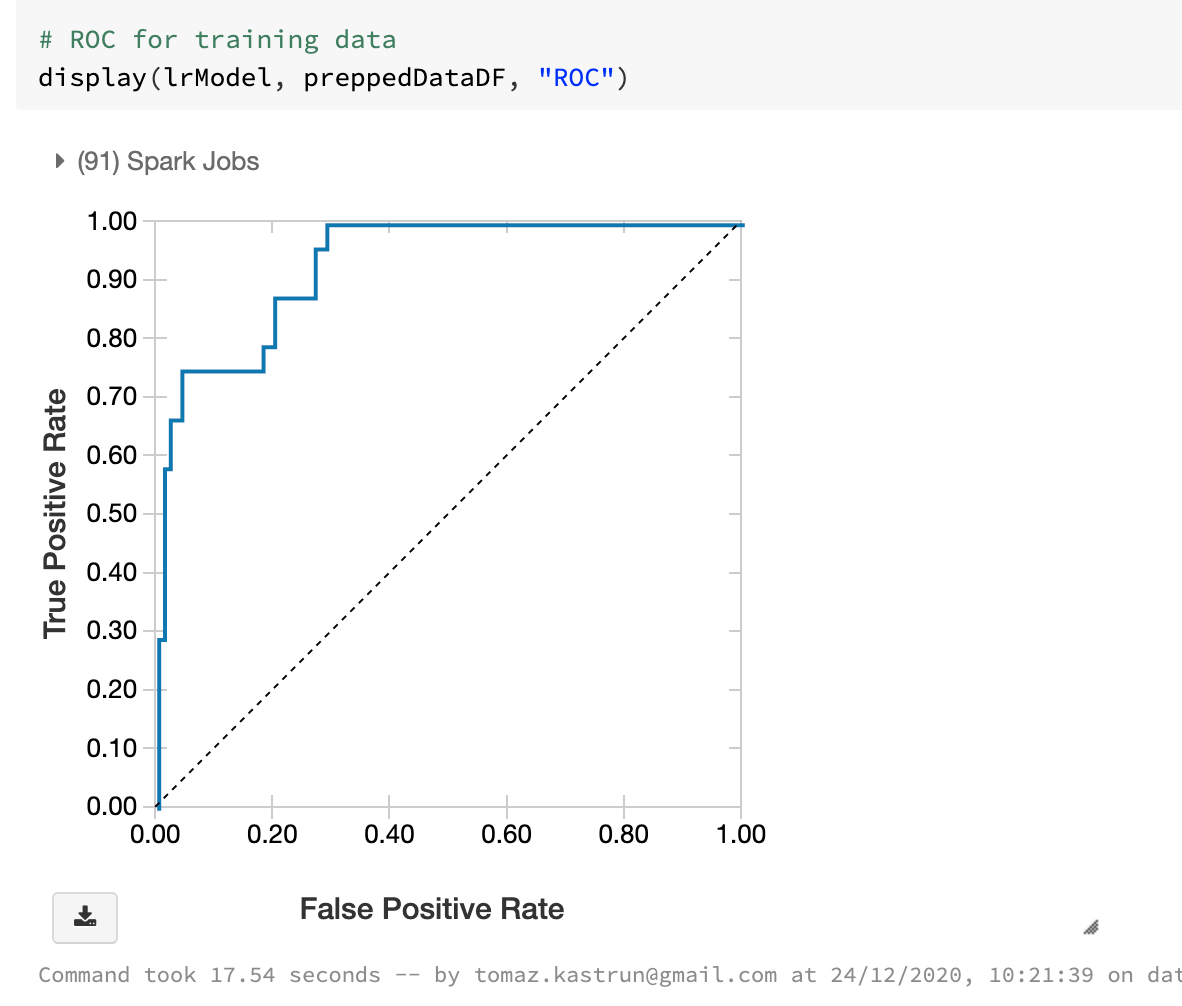 # ROC for training data
display(lrModel, preppedDataDF, "ROC")
(91) Spark Jobs
1.00
0.90
0.80
0.70
0.60
0.50
0.40
0.30
0.20
0.10
0.00
True Positive Rate
0.00 0.20 0.40 0.60 0.80 1.00
False Positive Rate
Command took 17.54 seconds -- by tomaz.kastrun@gmail.com at 24/12/2020, 10:21:39 on dat